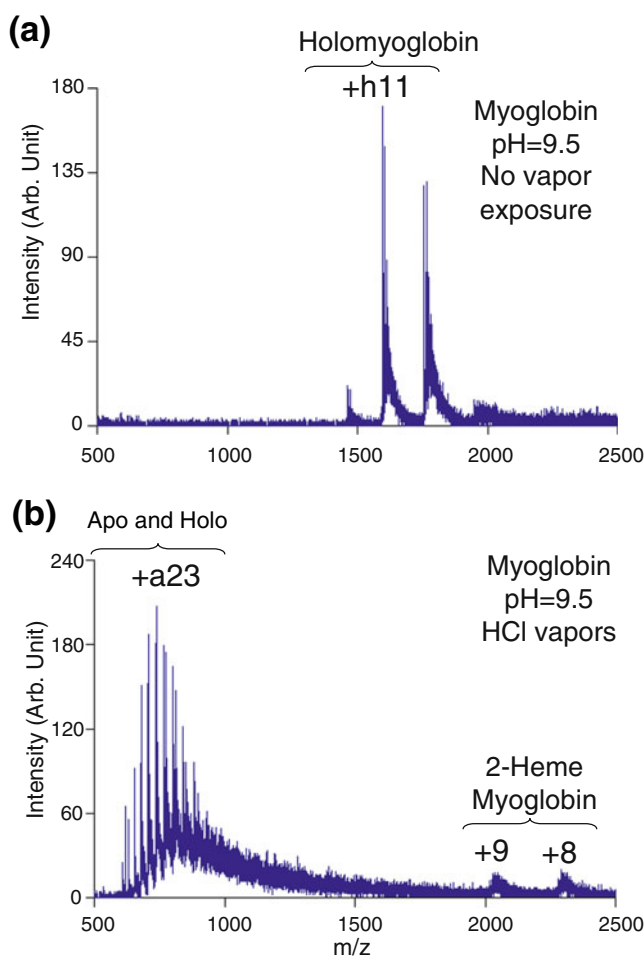 (a)
Holomyoglobin
+h11
Myoglobin
pH=9.5
No vapor
exposure
Intensity (Arb. Unit)
180
135
90
45
0
500 1000 1500 2000 2500
(b)
Apo and Holo
+a23
Myoglobin
pH=9.5
HCl vapors
2-Heme
Myoglobin
+9 +8
Intensity (Arb. Unit)
240
180
120
60
0
500 1000 1500 2000 2500
m/z